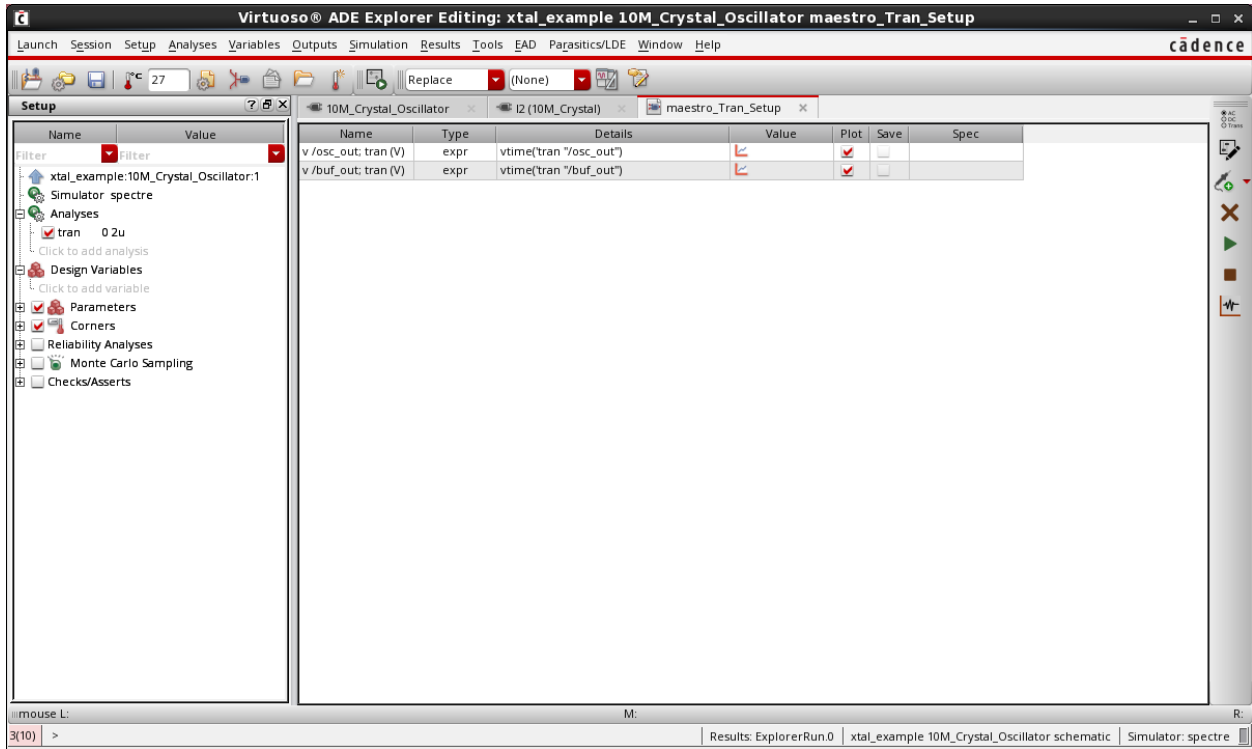 Virtuoso® ADE Explorer Editing: xtal_example 10M_Crystal_Oscillator maestro_Tran_Setup
Launch Session Setup Analyses Variables Outputs Simulation Results Tools EAD Parasitics/LDE Window Help
cādence
°C 27 Replace (None)
Setup
10M_Crystal_Oscillator I2 (10M_Crystal) maestro_Tran_Setup
AC
DC
Trans
Name Value
Name Type Details Value Plot Save Spec
Filter Filter
v /osc_out; tran (V) expr vtime('tran "/osc_out")
v /buf_out; tran (V) expr vtime('tran "/buf_out")
xtal_example:10M_Crystal_Oscillator:1
Simulator spectre
Analyses
tran 0 2u
Click to add analysis
Design Variables
Click to add variable
Parameters
Corners
Reliability Analyses
Monte Carlo Sampling
Checks/Asserts
mouse L: M: R:
3(10) >
Results: ExplorerRun.0 xtal_example 10M_Crystal_Oscillator schematic Simulator: spectre